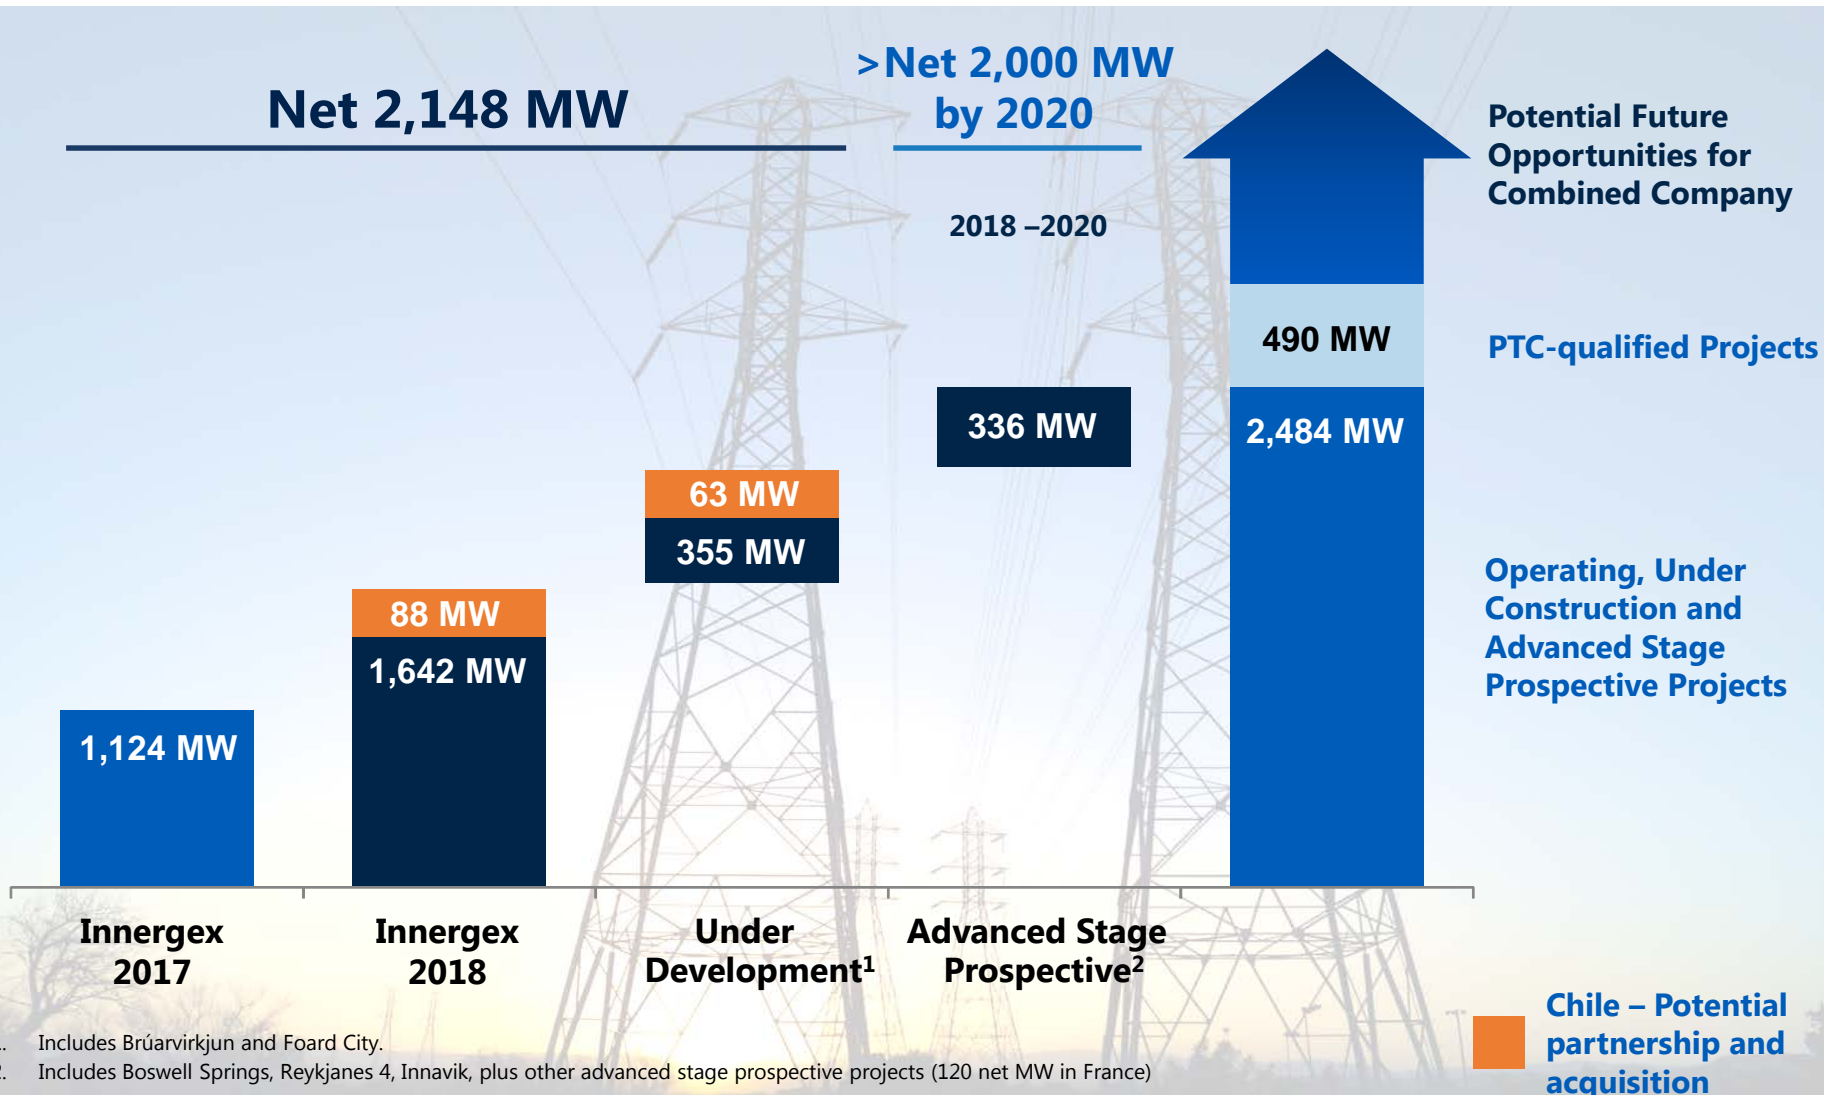 Net 2,148 MW
>Net 2,000 MW
by 2020
2018 –2020
Potential Future
Opportunities for
Combined Company
490 MW
PTC-qualified Projects
336 MW
2,484 MW
63 MW
355 MW
88 MW
1,642 MW
1,124 MW
Operating, Under
Construction and
Advanced Stage
Prospective Projects
Innergex
2017
Innergex
2018
Under
Development¹
Advanced Stage
Prospective²
Chile – Potential
partnership and
acquisition
. Includes Brúarvirkjun and Foard City.
2. Includes Boswell Springs, Reykjanes 4, Innavik, plus other advanced stage prospective projects (120 net MW in France)